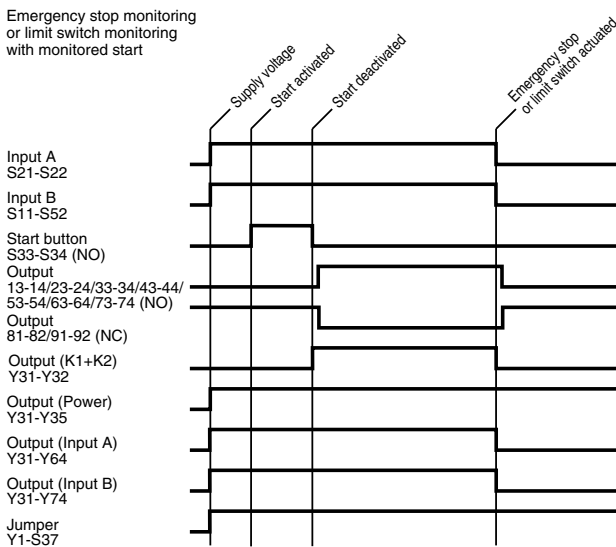 Emergency stop monitoring
or limit switch monitoring
with monitored start
Supply voltage
Start activated
Start deactivated
Emergency stop
or limit switch actuated
Input A
S21-S22
Input B
S11-S52
Start button
S33-S34 (NO)
Output
13-14/23-24/33-34/43-44/
53-54/63-64/73-74 (NO)
Output
81-82/91-92 (NC)
Output (K1+K2)
Y31-Y32
Output (Power)
Y31-Y35
Output (Input A)
Y31-Y64
Output (Input B)
Y31-Y74
Jumper
Y1-S37